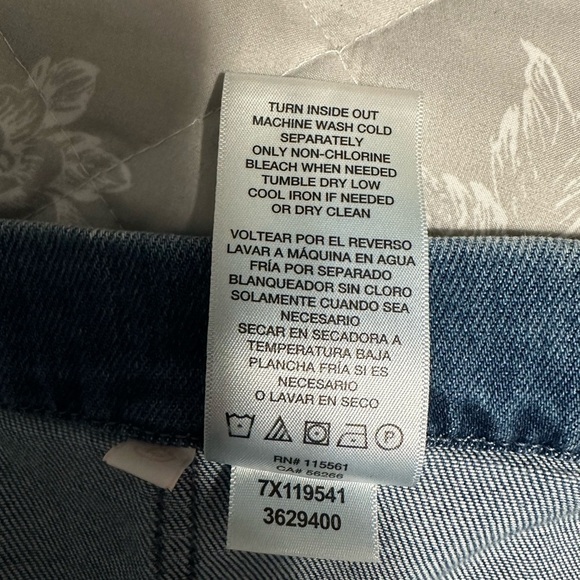 TURN INSIDE OUT
MACHINE WASH COLD
SEPARATELY
ONLY NON-CHLORINE
BLEACH WHEN NEEDED
TUMBLE DRY LOW
COOL IRON IF NEEDED
OR DRY CLEAN
VOLTEAR POR EL REVERSO
LAVAR A MÁQUINA EN AGUA
FRÍA POR SEPARADO
BLANQUEADOR SIN CLORO
SOLAMENTE CUANDO SEA
NECESARIO
SECAR EN SECADORA A
TEMPERATURA BAJA
PLANCHA FRÍA SI ES
NECESARIO
O LAVAR EN SECO
P
RN# 115561
CA# 56266
7X119541
3629400